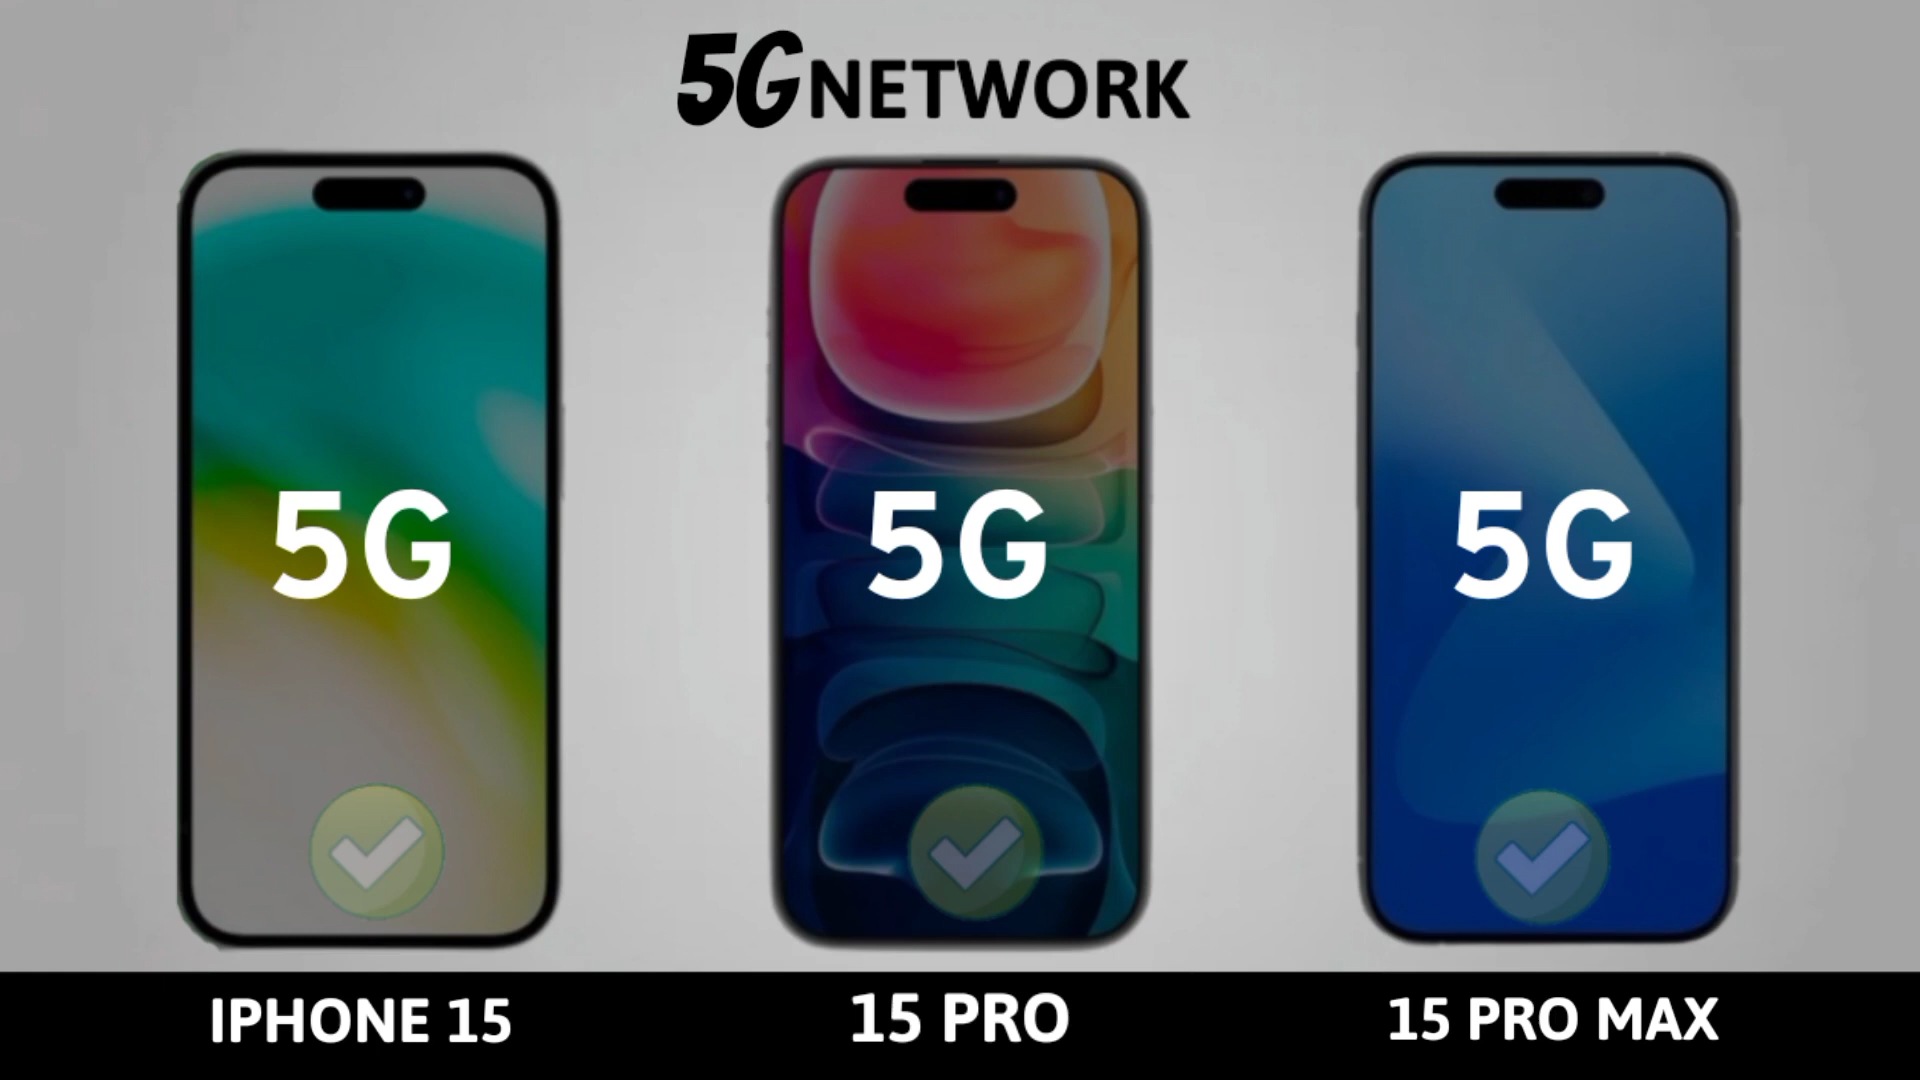 5G NETWORK
5G
5G
5G
IPHONE 15
15 PRO
15 PRO MAX